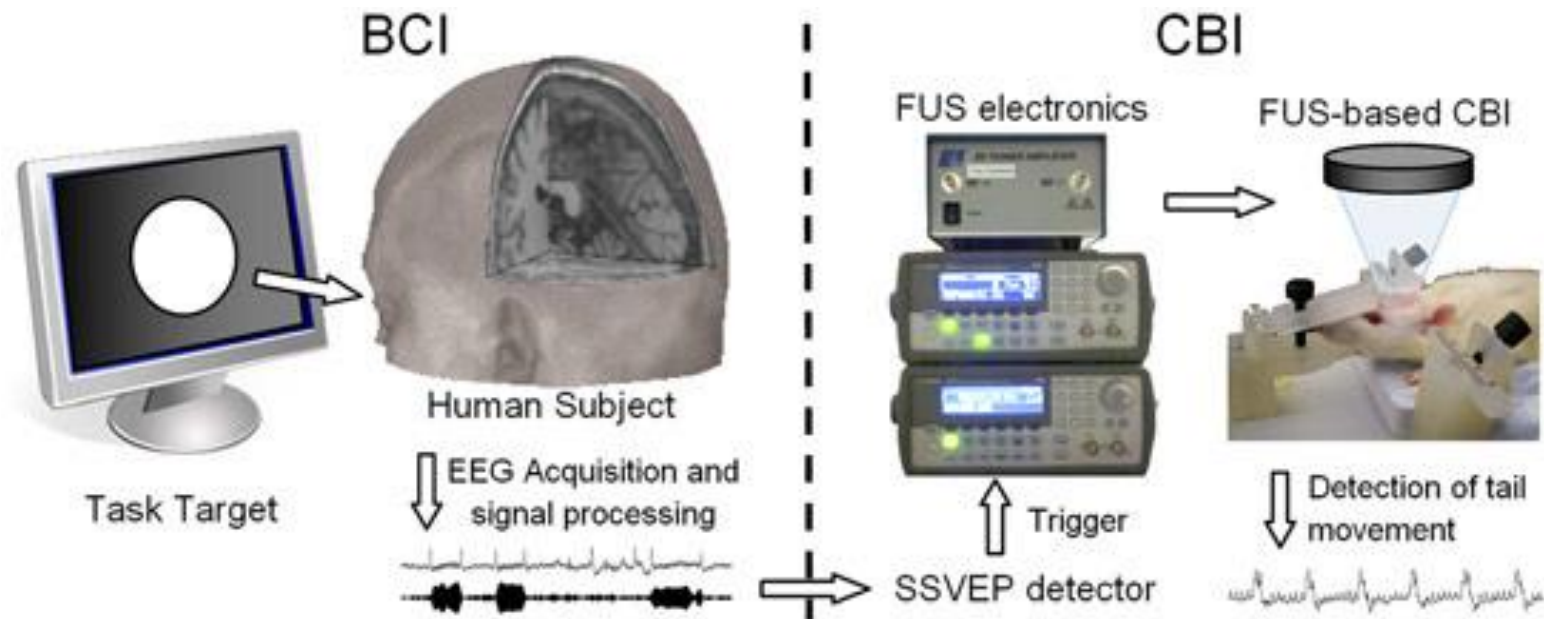 BCI
CBI
FUS electronics
FUS-based CBI
Human Subject
Task Target
EEG Acquisition and
signal processing
Trigger
SSVEP detector
Detection of tail
movement